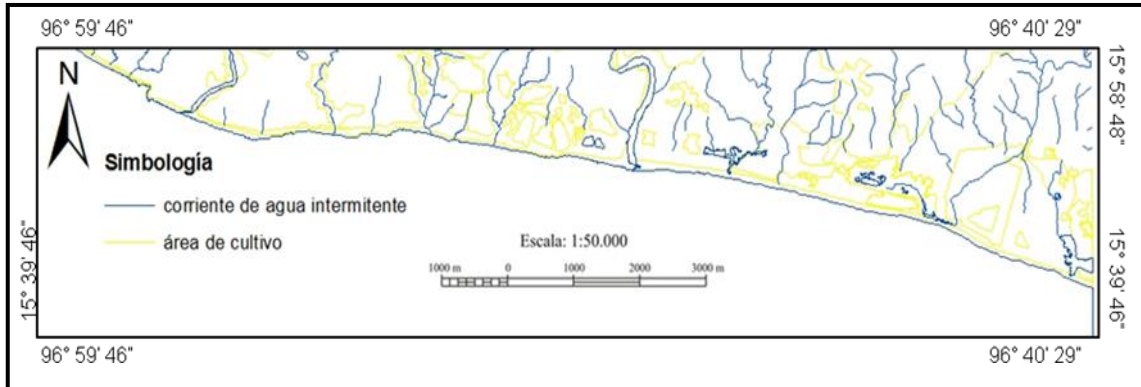 96° 59' 46" 96° 40' 29"
N
15° 58' 48"
Simbología
corriente de agua intermitente
área de cultivo
Escala: 1:50.000
1000 m 0 1000 2000 3000 m
15° 39' 46"
15° 39' 46"
96° 59' 46" 96° 40' 29"